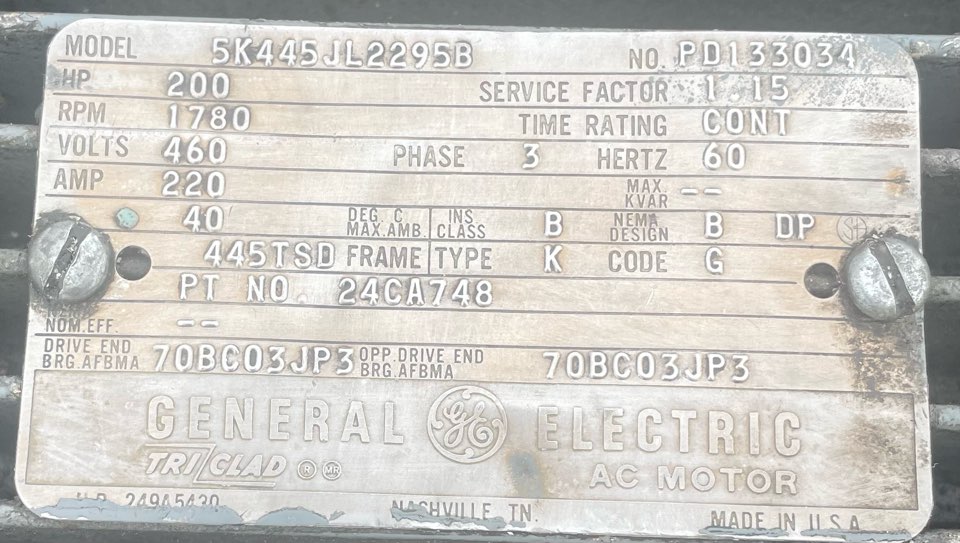 MODEL 5K445JL2295B NO. PD133034
HP 200 SERVICE FACTOR 1 15
RPM 1780 TIME RATING CONT
VOLTS 460 PHASE 3 HERTZ 60
AMP 220 MAX. KVAR --
40 DEG. C. MAX. AMB. INS. CLASS B NEMA DESIGN B DP
445TSD FRAME TYPE K CODE G
PT NO. 24CA748
NOM. EFF. --
DRIVE END BRG. AFBMA 70BC03JP3 OPP. DRIVE END BRG. AFBMA 70BC03JP3
GENERAL GE ELECTRIC
TRI/CLAD ® MR AC MOTOR
249A5430 NASHVILLE, TN. MADE IN U.S.A.